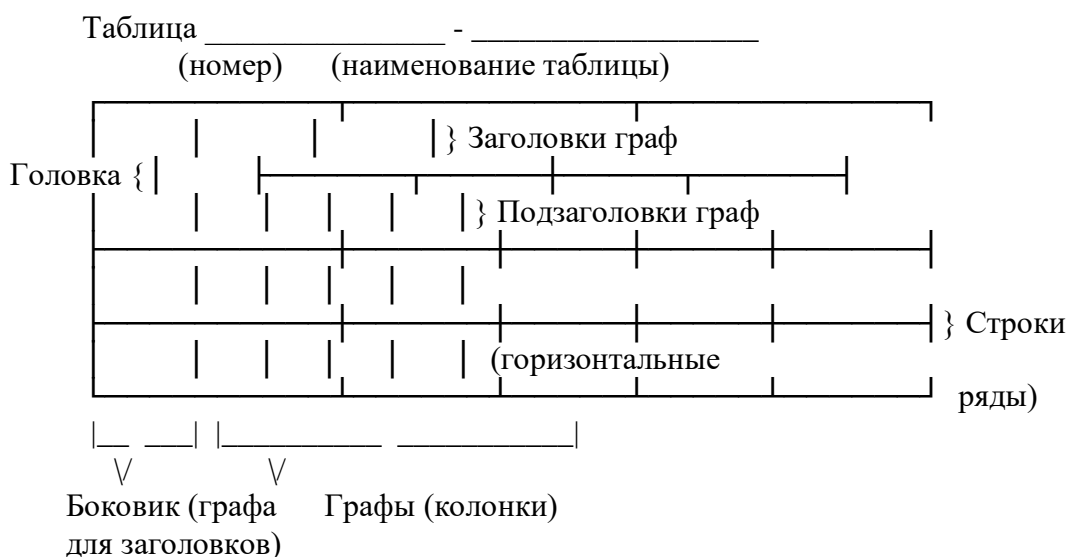 Таблица _______________ - __________________
(номер) (наименование таблицы)
} Заголовки граф
Головка {
} Подзаголовки граф
} Строки
(горизонтальные
ряды)
Боковик (графа Графы (колонки)
для заголовков)